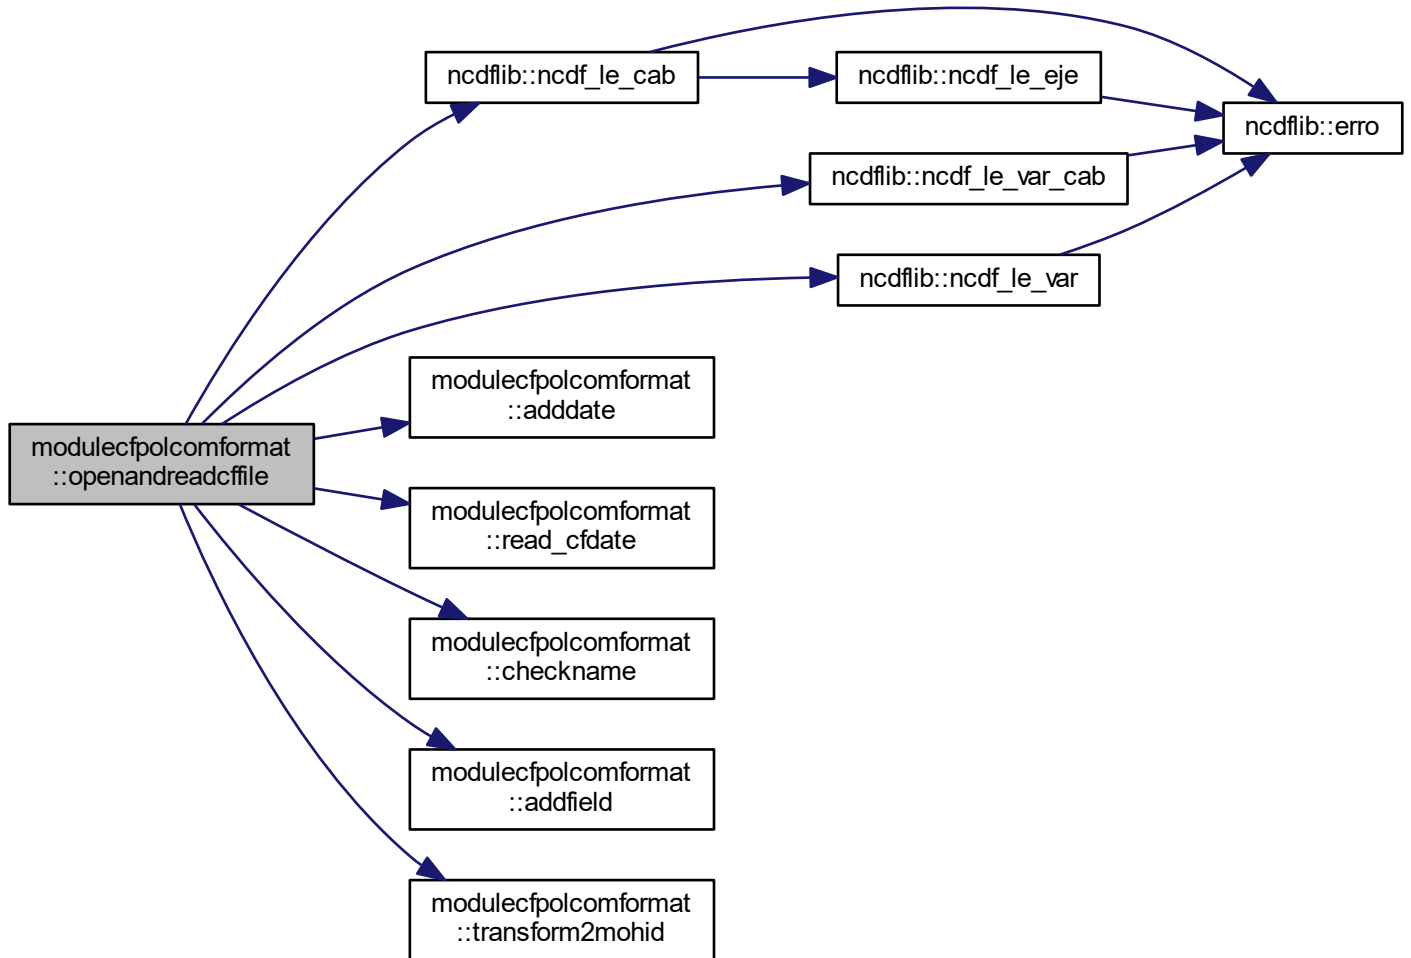 ncdflib::ncdf_le_cab
ncdflib::ncdf_le_eje
ncdflib::erro
ncdflib::ncdf_le_var_cab
ncdflib::ncdf_le_var
modulecfpolcomformat
::adddate
modulecfpolcomformat
::openandreadcffile
modulecfpolcomformat
::read_cfdate
modulecfpolcomformat
::checkname
modulecfpolcomformat
::addfield
modulecfpolcomformat
::transform2mohid